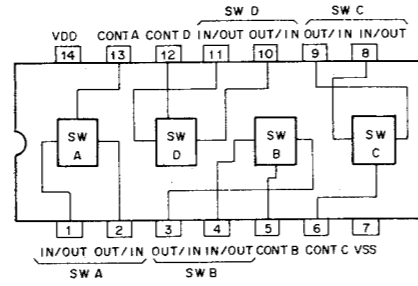 SW D SW C
VDD CONT A CONT D IN/OUT OUT/IN OUT/IN IN/OUT
14 13 12 11 10 9 8
SW A SW D SW B SW C
1 2 3 4 5 6 7
IN/OUT OUT/IN OUT/IN IN/OUT CONT B CONT C VSS
SW A SW B